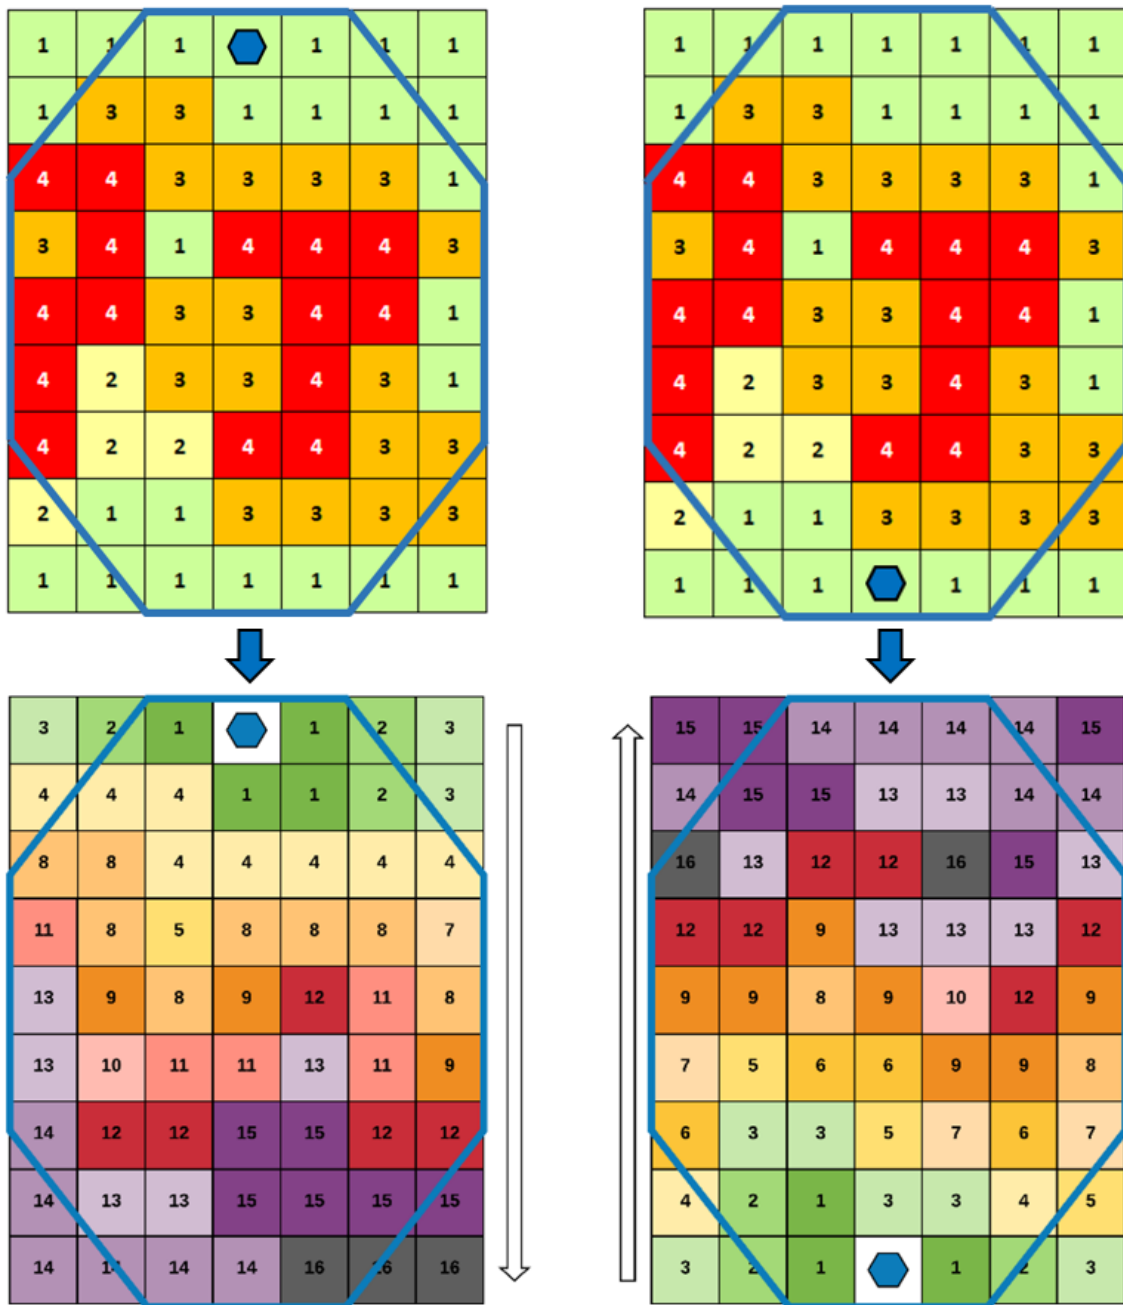 1 1 1 1 1 1
1 3 3 1 1 1 1
4 4 3 3 3 3 1
3 4 1 4 4 4 3
4 4 3 3 4 4 1
4 2 3 3 4 3 1
4 2 2 4 4 3 3
2 1 1 3 3 3 3
1 1 1 1 1 1 1
1 1 1 1 1 1 1
1 3 3 1 1 1 1
4 4 3 3 3 3 1
3 4 1 4 4 4 3
4 4 3 3 4 4 1
4 2 3 3 4 3 1
4 2 2 4 4 3 3
2 1 1 3 3 3 3
1 1 1 1 1 1
3 2 1 1 2 3
4 4 4 1 1 2 3
8 8 4 4 4 4 4
11 8 5 8 8 8 7
13 9 8 9 12 11 8
13 10 11 11 13 11 9
14 12 12 15 15 12 12
14 13 13 15 15 15 15
14 14 14 14 16 16 16
15 15 14 14 14 14 15
14 15 15 13 13 14 14
16 13 12 12 16 15 13
12 12 9 13 13 13 12
9 9 8 9 10 12 9
7 5 6 6 9 9 8
6 3 3 5 7 6 7
4 2 1 3 3 4 5
3 2 1 1 2 3